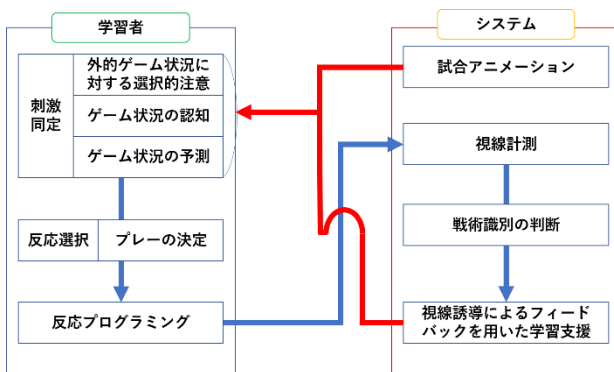 学習者
刺激
同定
外的ゲーム状況に
対する選択的注意
ゲーム状況の認知
ゲーム状況の予測
反応選択
プレーの決定
反応プログラミング
システム
試合アニメーション
視線計測
戦術識別の判断
視線誘導によるフィード
バックを用いた学習支援